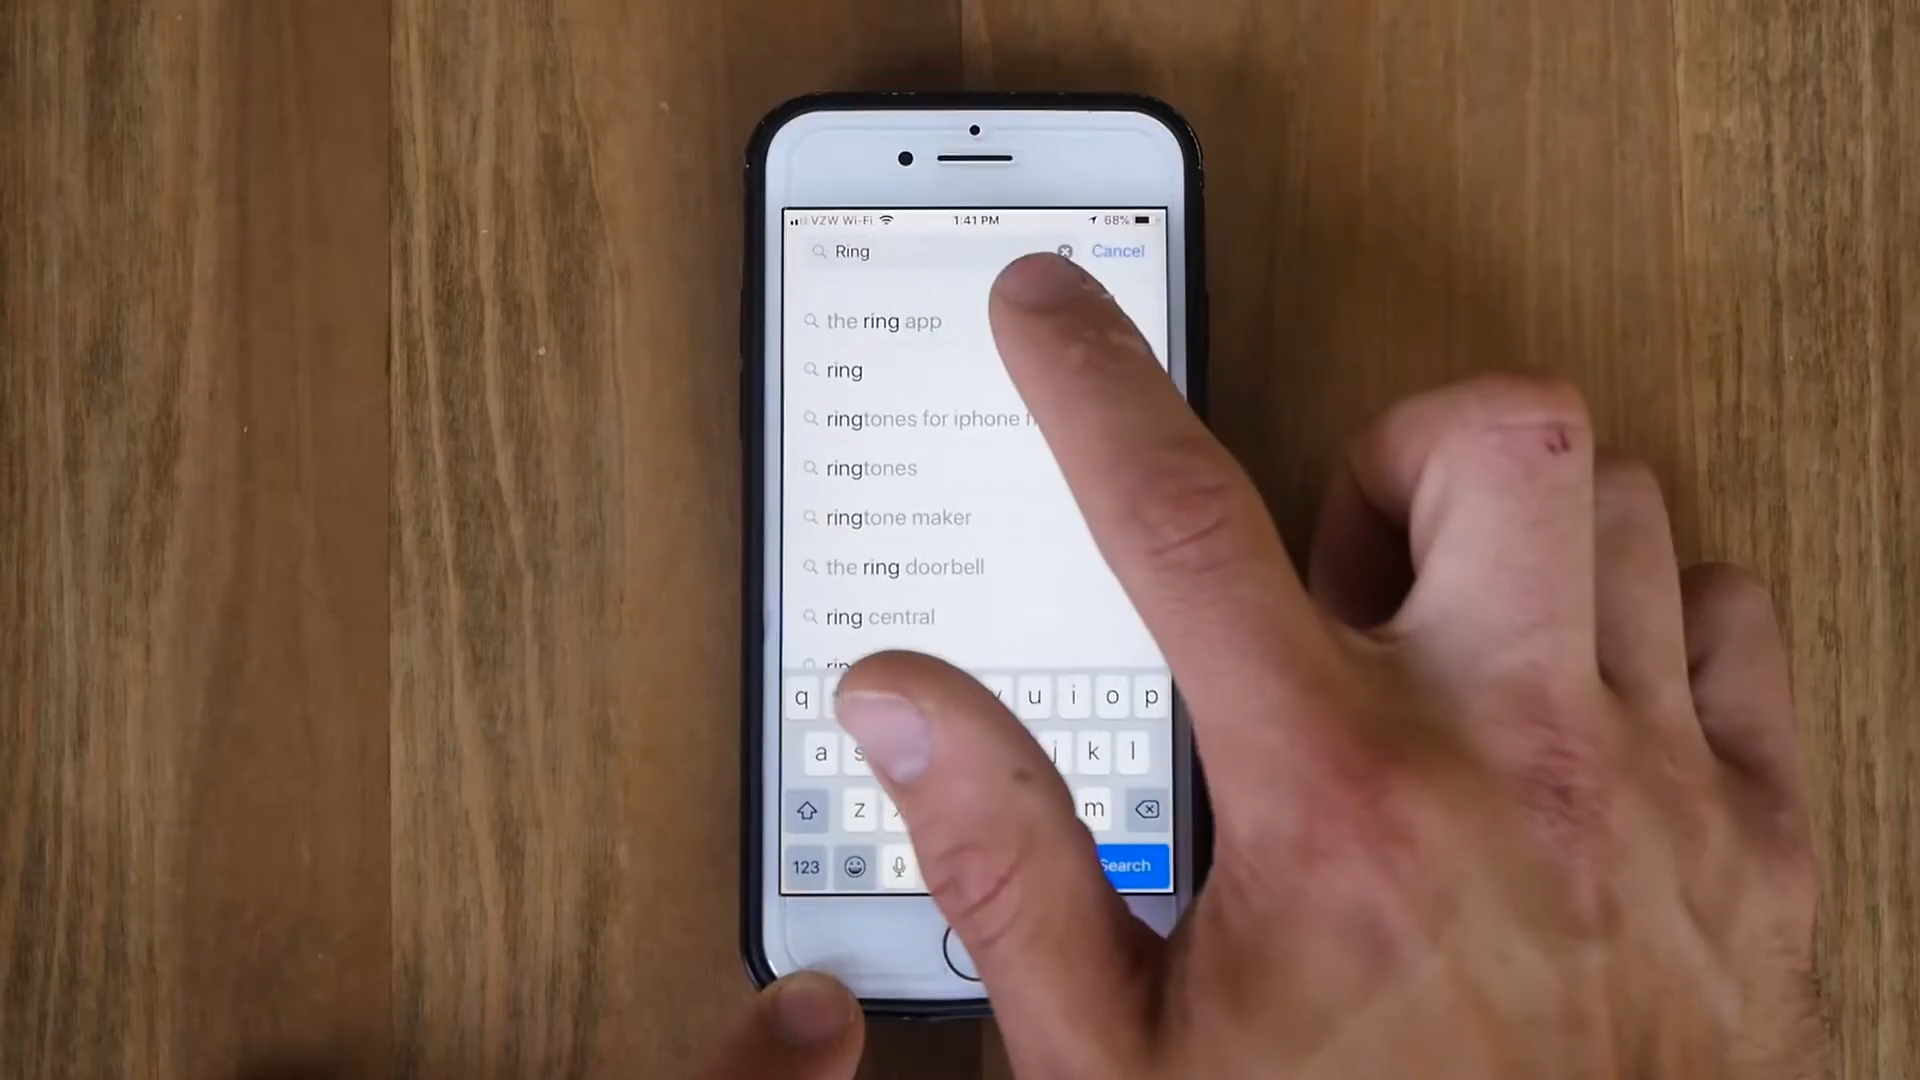 VZW Wi-Fi 1:41 PM 68%
Ring Cancel
the ring app
ring
ringtones for iphone
ringtones
ringtone maker
the ring doorbell
ring central
q u i o p
a s j k l
z m
123 Search